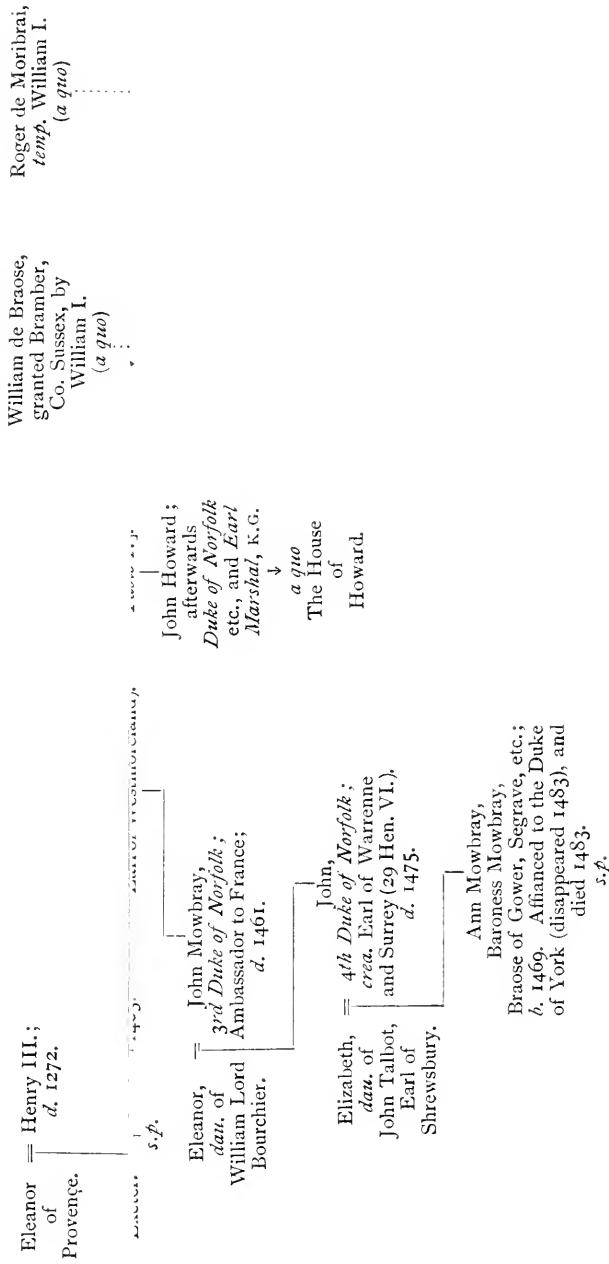 Eleanor
of
Provence.
= Henry III.;
d. 1272.
William de Braose,
granted Bramber,
Co. Sussex, by
William I.
(a quo)
Roger de Moribrai,
temp. William I.
(a quo)
s.p.
Eleanor,
dau. of
William Lord
Bourchier.
= John Mowbray,
3rd Duke of Norfolk;
Ambassador to France;
d. 1461.
John Howard;
afterwards
Duke of Norfolk
etc., and Earl
Marshal, K.G.
↓
a quo
The House
of
Howard.
Elizabeth,
dau. of
John Talbot,
Earl of
Shrewsbury.
= John,
4th Duke of Norfolk;
crea. Earl of Warrenne
and Surrey (29 Hen. VI.).
d. 1475.
Ann Mowbray,
Baroness Mowbray,
Braose of Gower, Segrave, etc.;
b. 1469. Affianced to the Duke
of York (disappeared 1483), and
died 1483.
s.p.